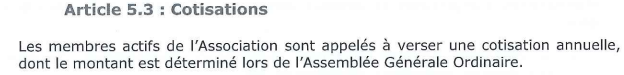 Article 5.3 : Cotisations
Les membres actifs de l'Association sont appelés à verser une cotisation annuelle,
dont le montant est déterminé lors de l'Assemblée Générale Ordinaire.